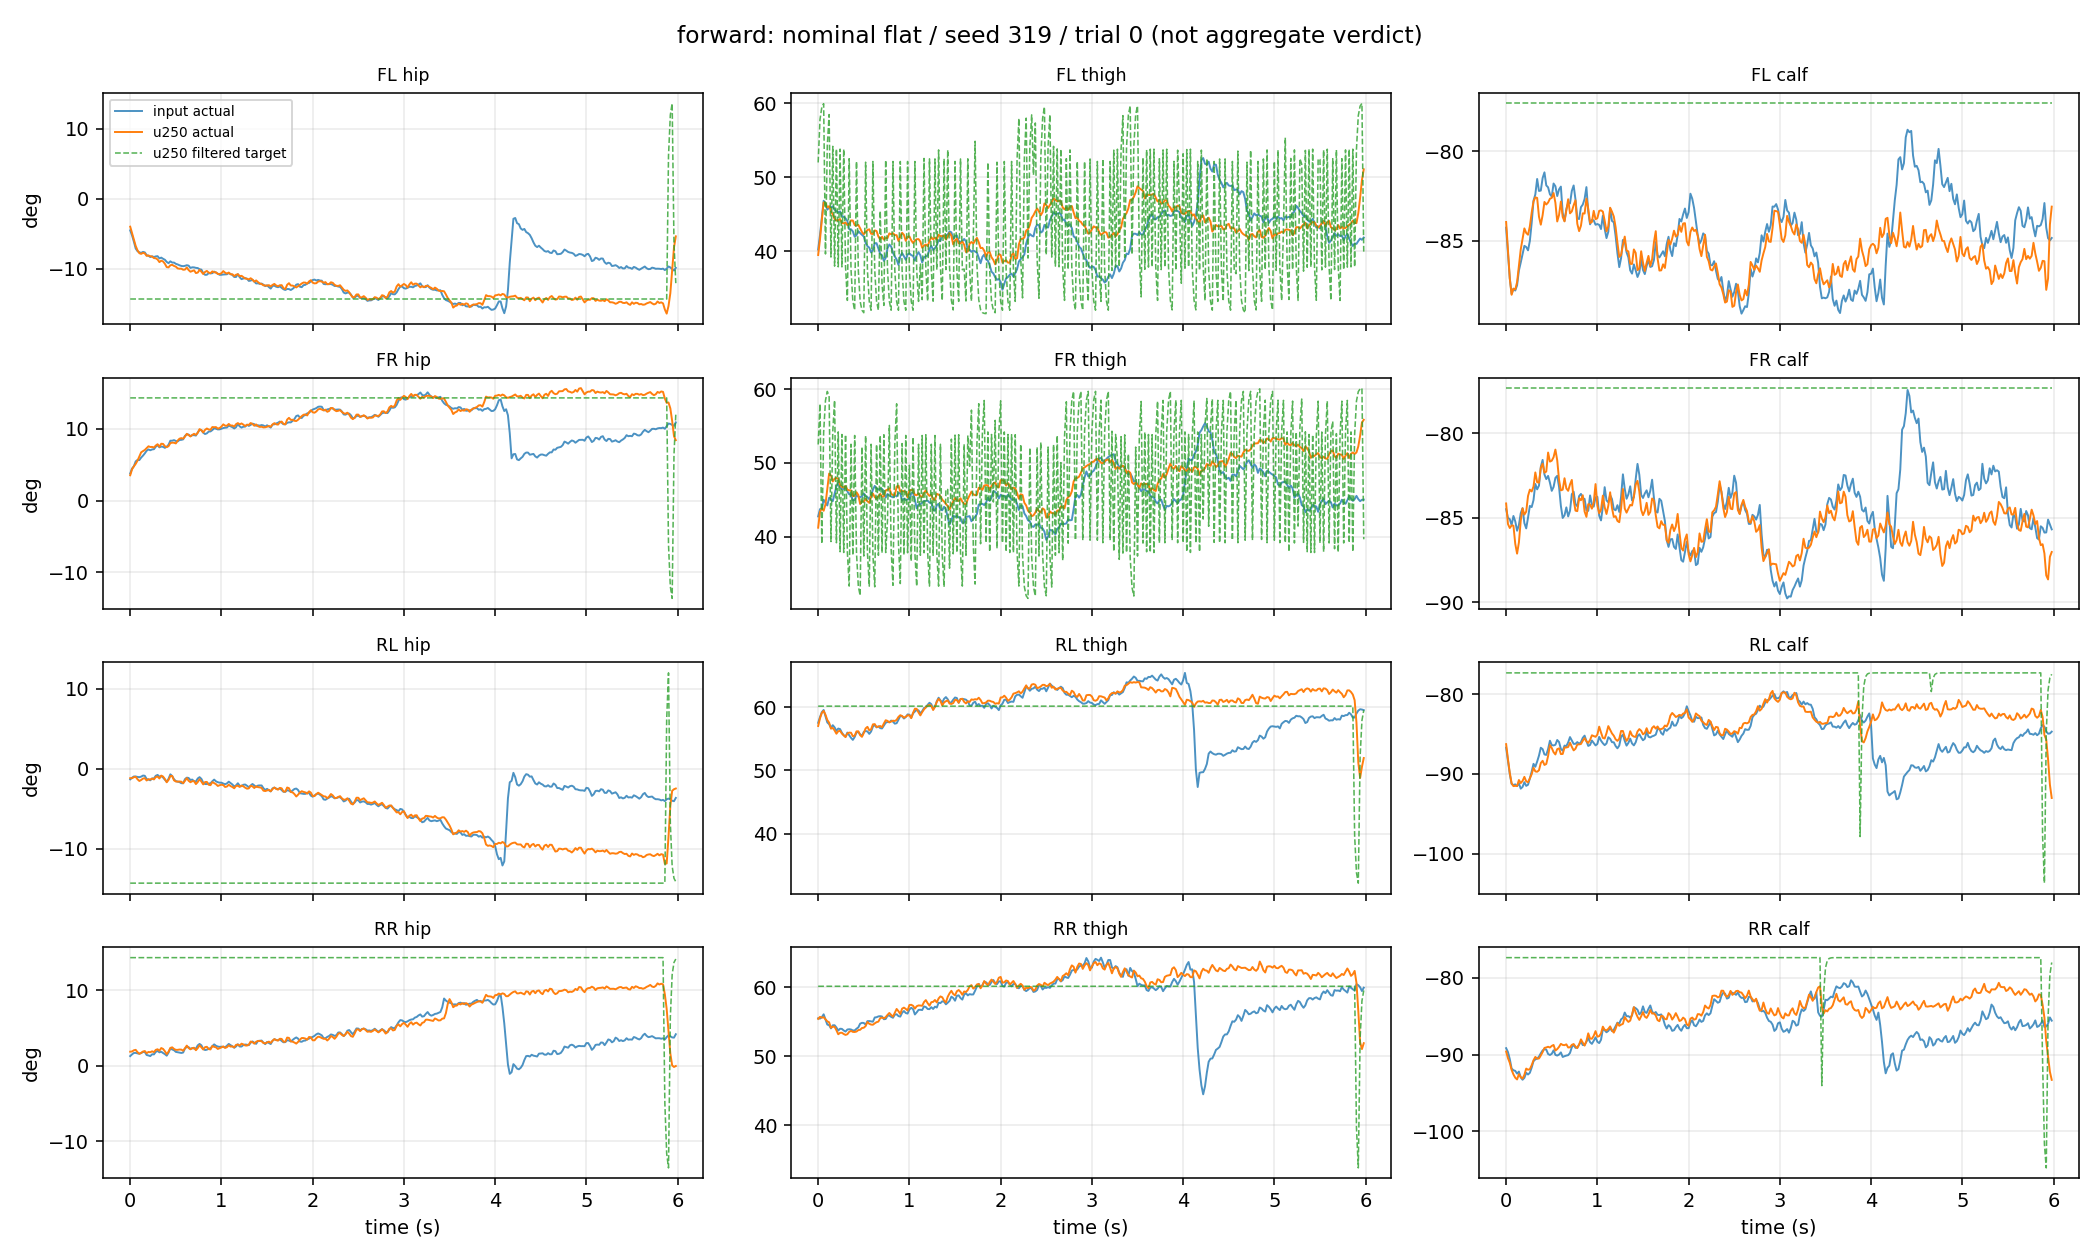 forward: nominal flat / seed 319 / trial 0 (not aggregate verdict)
FL hip
FL thigh
FL calf
input actual
u250 actual
u250 filtered target
deg
10
0
−10
60
50
40
−80
−85
FR hip
FR thigh
FR calf
deg
10
0
−10
60
50
40
−80
−85
−90
RL hip
RL thigh
RL calf
deg
10
0
−10
60
50
40
−80
−90
−100
RR hip
RR thigh
RR calf
deg
10
0
−10
60
50
40
−80
−90
−100
0 1 2 3 4 5 6
0 1 2 3 4 5 6
0 1 2 3 4 5 6
time (s)
time (s)
time (s)